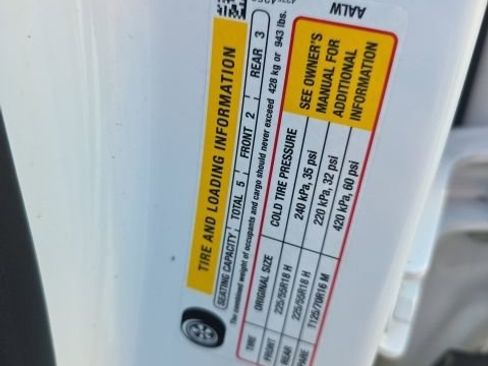 TIRE AND LOADING INFORMATION
SEATING CAPACITY TOTAL 5 FRONT 2 REAR 3
The combined weight of occupants and cargo should never exceed 428 kg or 943 lbs.
TIRE ORIGINAL SIZE COLD TIRE PRESSURE
FRONT 225/55R18 H 240 kPa, 35 psi
REAR 225/55R18 H 220 kPa, 32 psi
SPARE T125/70R16 M 420 kPa, 60 psi
SEE OWNER'S
MANUAL FOR
ADDITIONAL
INFORMATION
AALW